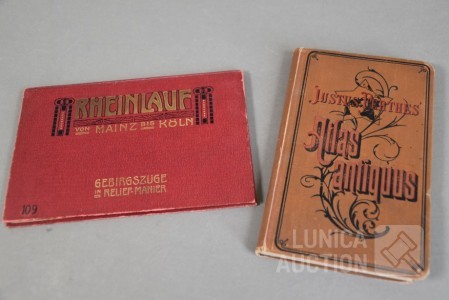 RHEINLAUF
VON MAINZ BIS KÖLN
GEBIRGSZÜGE
IN RELIEF-MANIER
109
JUSTUS PERTHES'
Atlas
antiquus
LUNICA
AUCTION